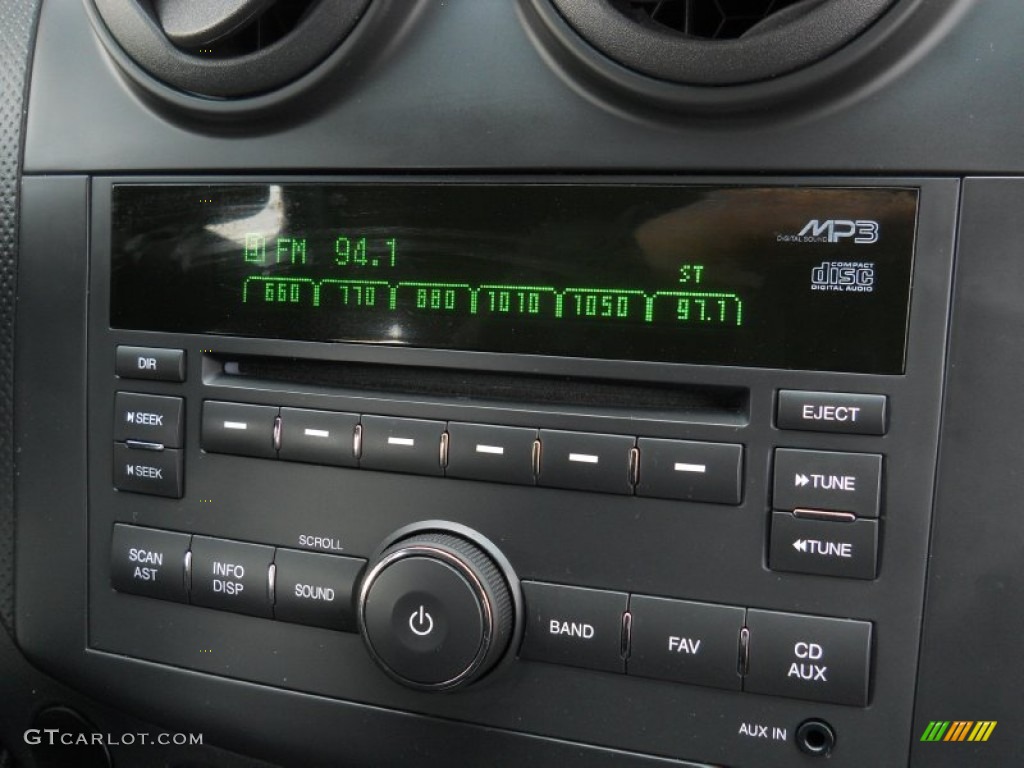 MP3
DIGITAL SOUND
FM 94.1
COMPACT
disc
DIGITAL AUDIO
ST
660 770 880 1010 1050 97.1
DIR
EJECT
SEEK
SEEK
TUNE
TUNE
SCROLL
SCAN AST
INFO DISP
SOUND
BAND
FAV
CD AUX
AUX IN
GTCARLOT.COM